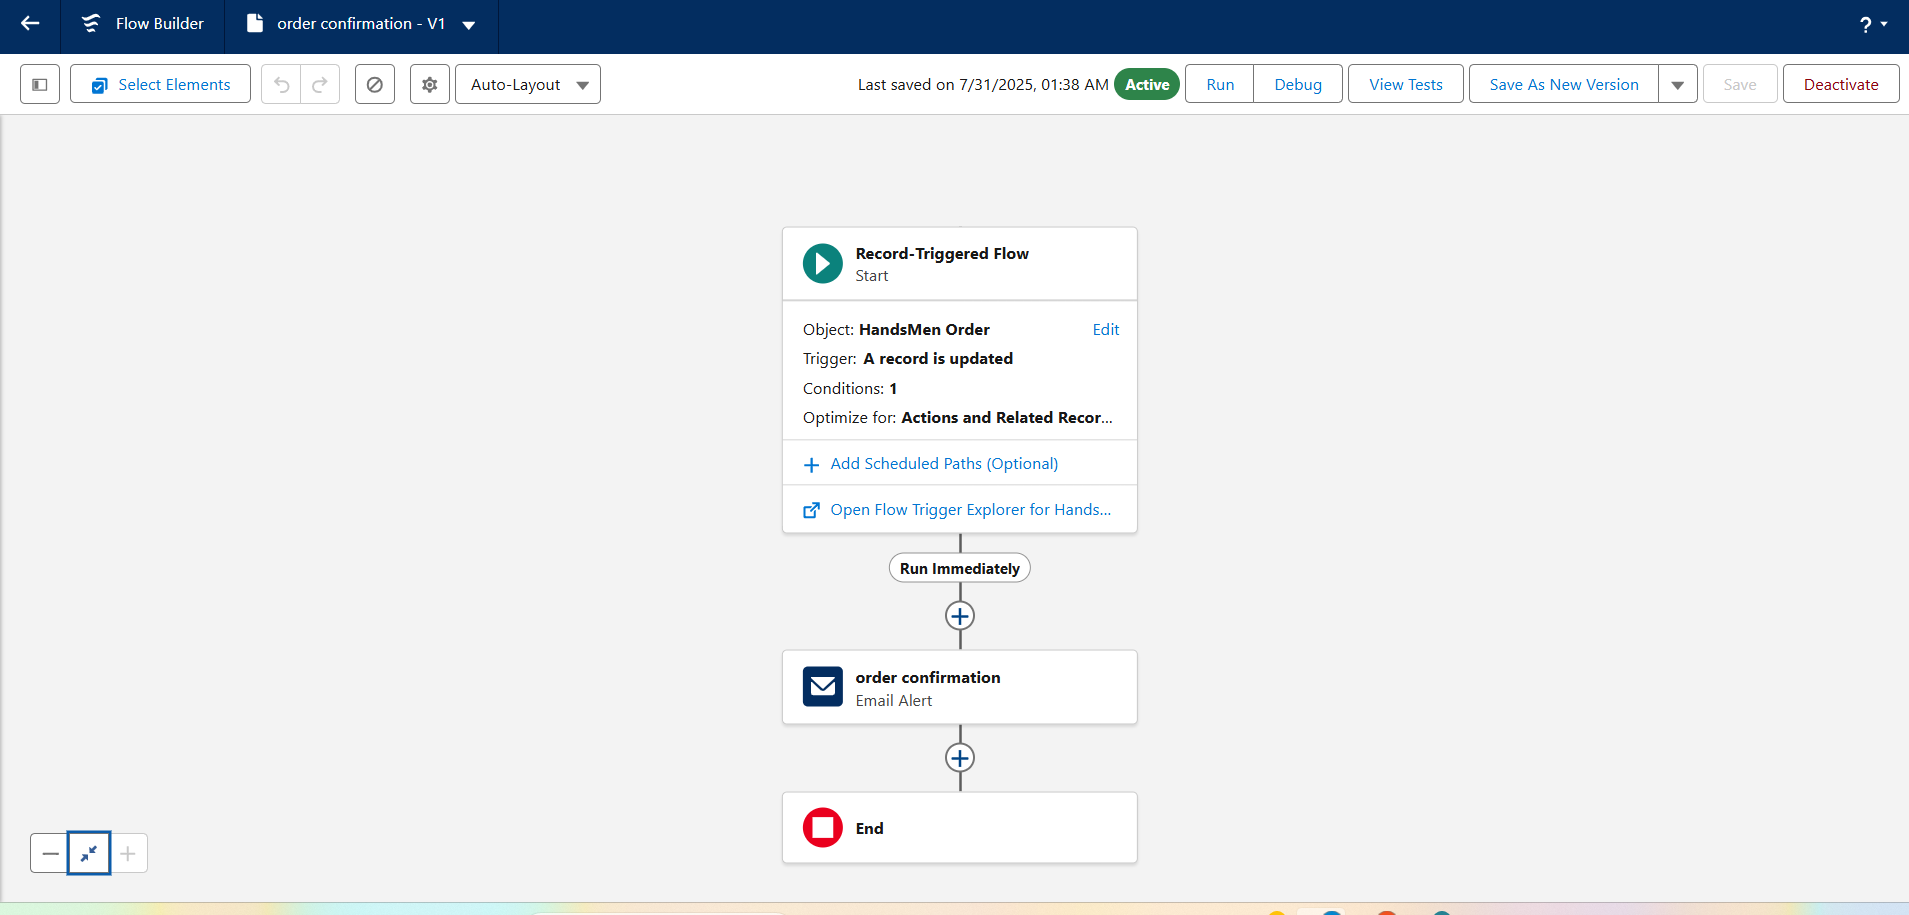 Flow Builder
order confirmation - V1
?
Select Elements
Auto-Layout
Last saved on 7/31/2025, 01:38 AM
Active
Run
Debug
View Tests
Save As New Version
Save
Deactivate
Record-Triggered Flow
Start
Object: HandsMen Order
Edit
Trigger: A record is updated
Conditions: 1
Optimize for: Actions and Related Recor...
Add Scheduled Paths (Optional)
Open Flow Trigger Explorer for Hands...
Run Immediately
order confirmation
Email Alert
End